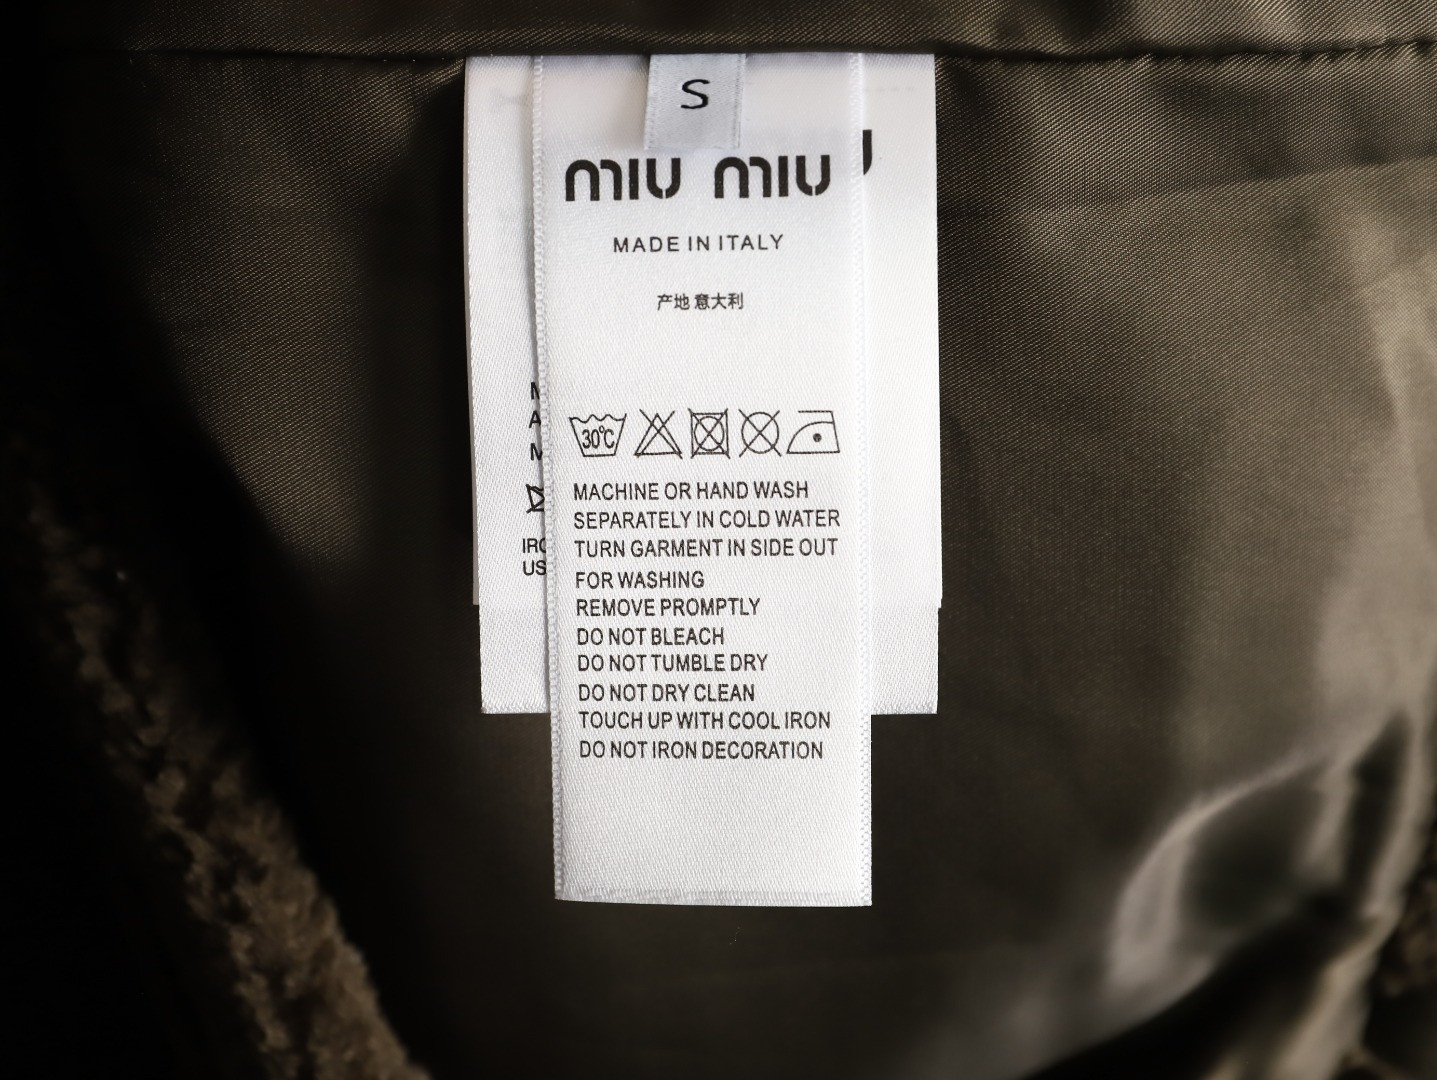 S
miu miu
MADE IN ITALY
产地 意大利
30°C
MACHINE OR HAND WASH
SEPARATELY IN COLD WATER
TURN GARMENT IN SIDE OUT
FOR WASHING
REMOVE PROMPTLY
DO NOT BLEACH
DO NOT TUMBLE DRY
DO NOT DRY CLEAN
TOUCH UP WITH COOL IRON
DO NOT IRON DECORATION